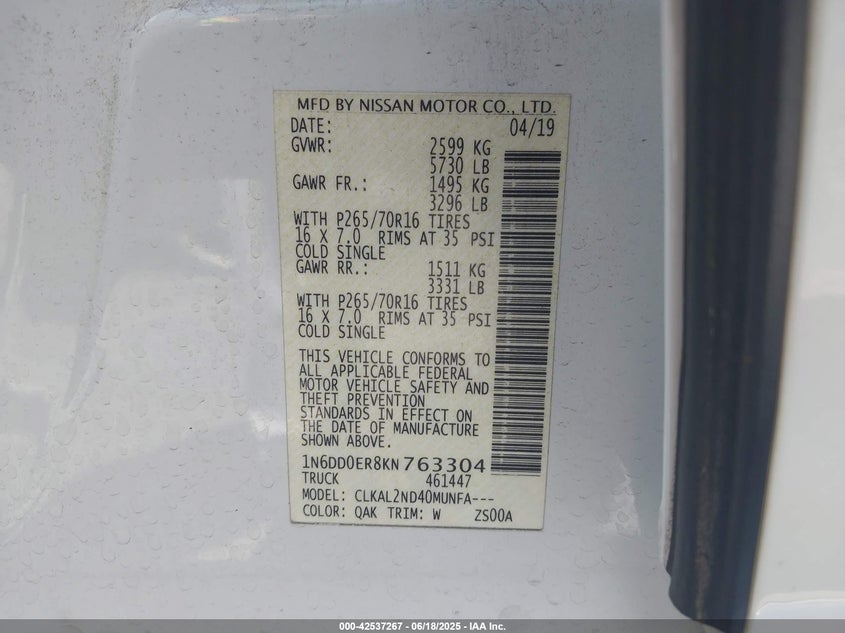 MFD BY NISSAN MOTOR CO., LTD.
DATE: 04/19
GVWR: 2599 KG
5730 LB
GAWR FR.: 1495 KG
3296 LB
WITH P265/70R16 TIRES
16 X 7.0 RIMS AT 35 PSI
COLD SINGLE
GAWR RR.: 1511 KG
3331 LB
WITH P265/70R16 TIRES
16 X 7.0 RIMS AT 35 PSI
COLD SINGLE
THIS VEHICLE CONFORMS TO
ALL APPLICABLE FEDERAL
MOTOR VEHICLE SAFETY AND
THEFT PREVENTION
STANDARDS IN EFFECT ON
THE DATE OF MANUFACTURE
SHOWN ABOVE.
1N6DD0ER8KN763304
TRUCK 461447
MODEL: CLKAL2ND40MUNFA---
COLOR: QAK TRIM: W ZS00A
000-42537267 - 06/18/2025 - IAA Inc.